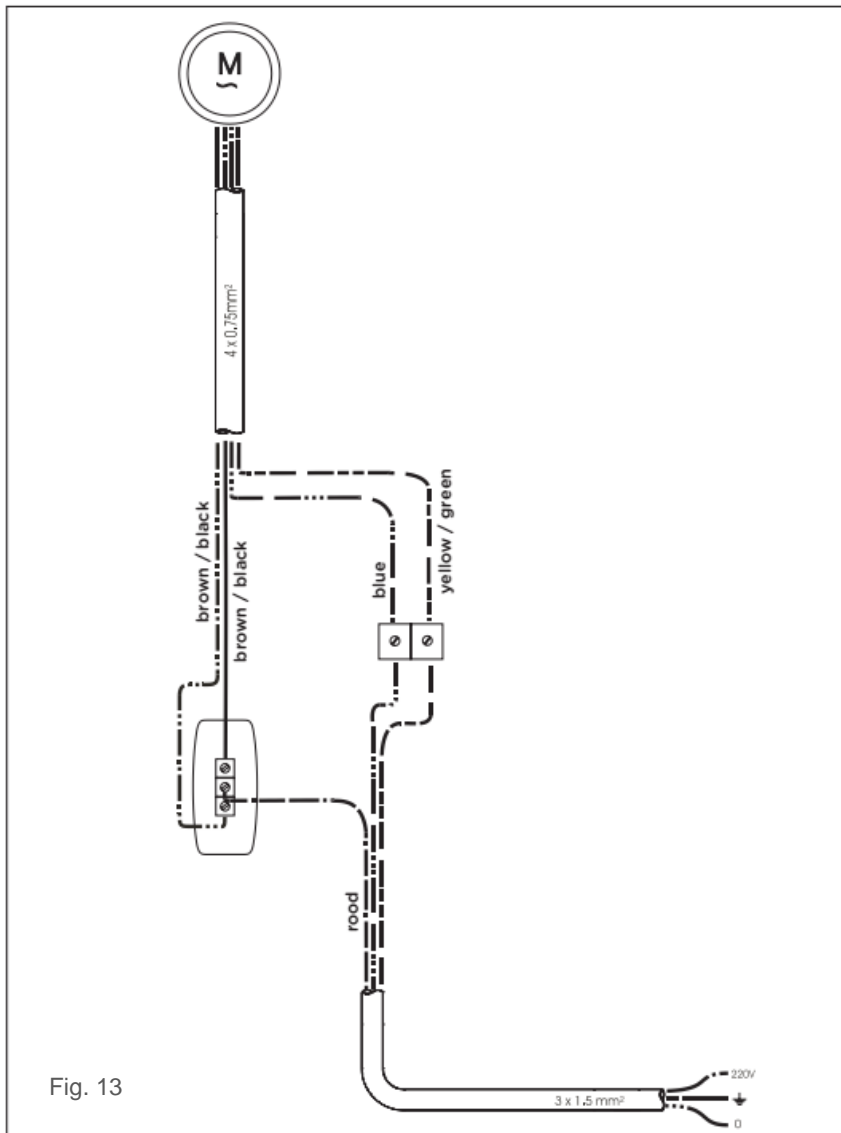 M
4 x 0.75mm²
brown / black
brown / black
blue
yellow / green
rood
220V
3 x 1.5 mm²
0
Fig. 13